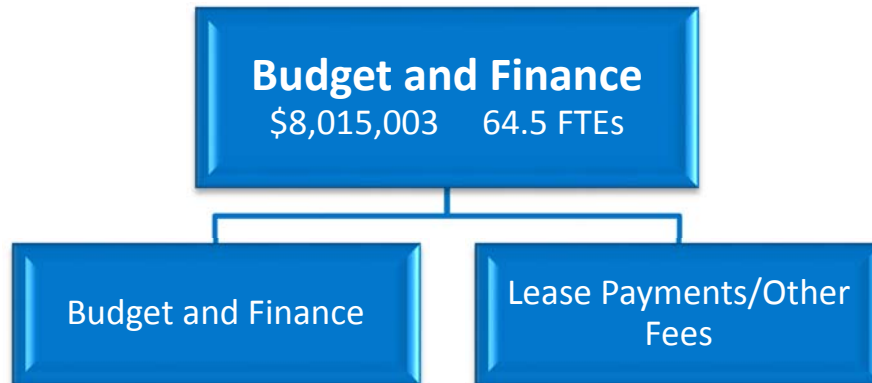 Budget and Finance
$8,015,003 64.5 FTEs
Budget and Finance
Lease Payments/Other
Fees